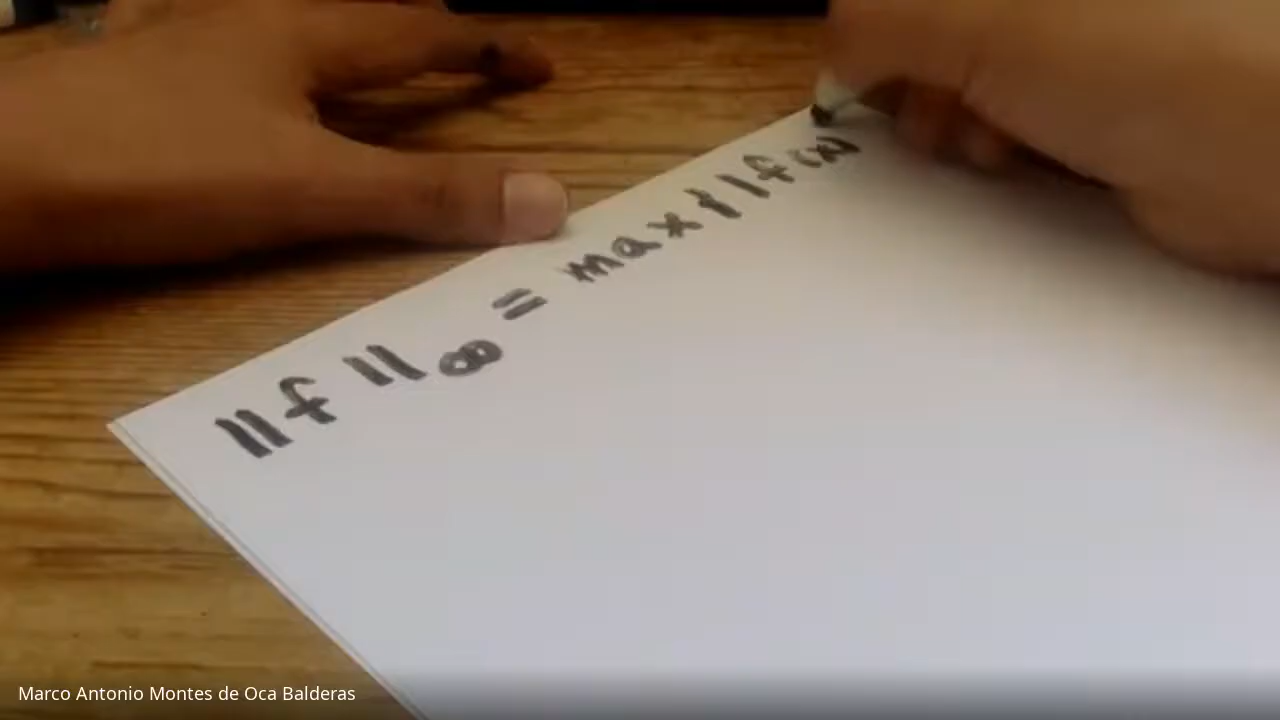 ||f||∞ = max{|f(x)
Marco Antonio Montes de Oca Balderas